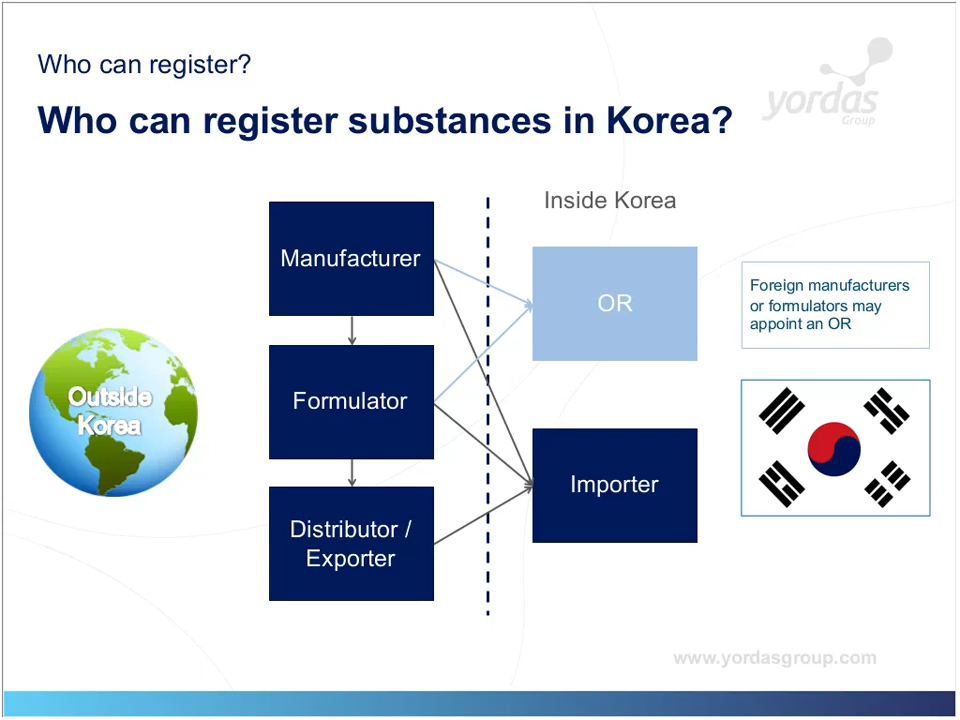 Who can register?
yordas
Group
Who can register substances in Korea?
Inside Korea
Manufacturer
OR
Foreign manufacturers
or formulators may
appoint an OR
Outside
Korea
Formulator
Importer
Distributor /
Exporter
www.yordasgroup.com